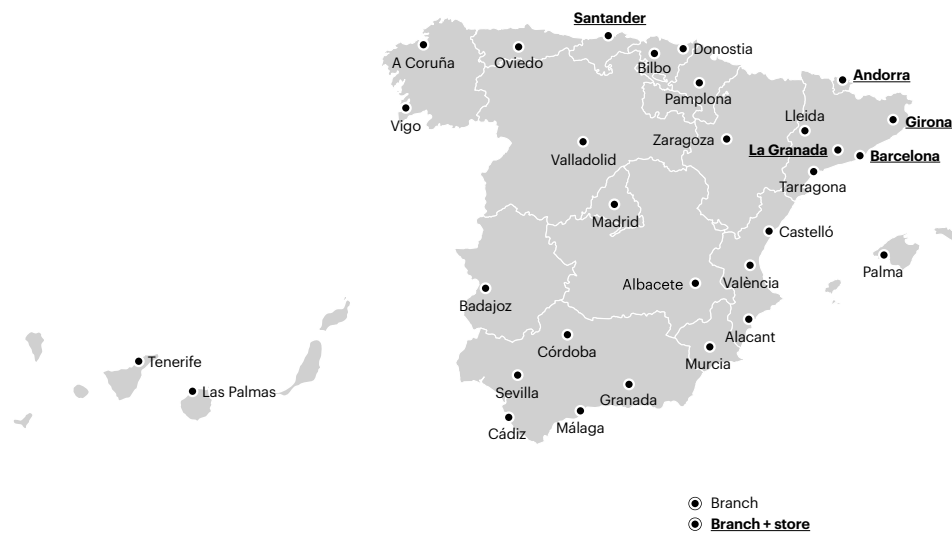 Santander
A Coruña
Oviedo
Bilbo
Donostia
Pamplona
Andorra
Vigo
Lleida
Girona
Zaragoza
La Granada
Barcelona
Valladolid
Tarragona
Madrid
Castelló
Palma
Albacete
València
Badajoz
Alacant
Córdoba
Murcia
Tenerife
Las Palmas
Sevilla
Granada
Cádiz
Málaga
Branch
Branch + store